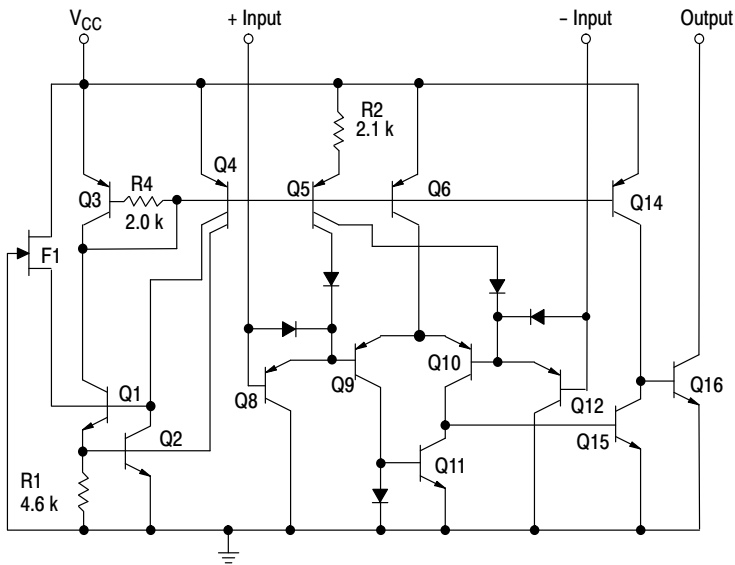 V_CC
+ Input
– Input
Output
R2
2.1 k
Q3
R4
2.0 k
Q4
Q5
Q6
Q14
F1
Q1
Q2
R1
4.6 k
Q8
Q9
Q10
Q12
Q11
Q15
Q16